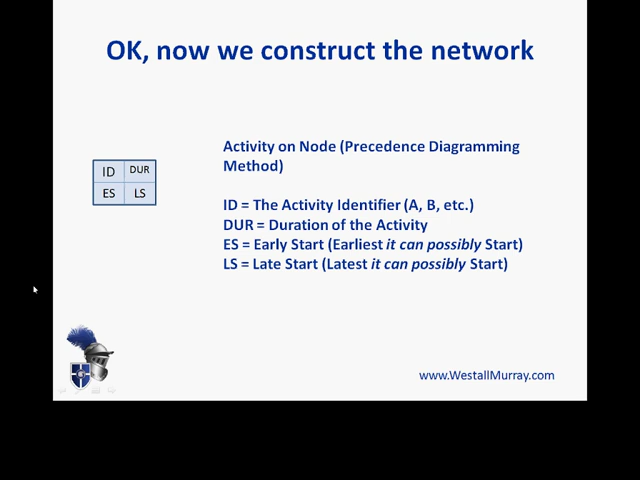 OK, now we construct the network
Activity on Node (Precedence Diagramming
Method)
ID DUR
ES LS
ID = The Activity Identifier (A, B, etc.)
DUR = Duration of the Activity
ES = Early Start (Earliest it can possibly Start)
LS = Late Start (Latest it can possibly Start)
www.WestallMurray.com